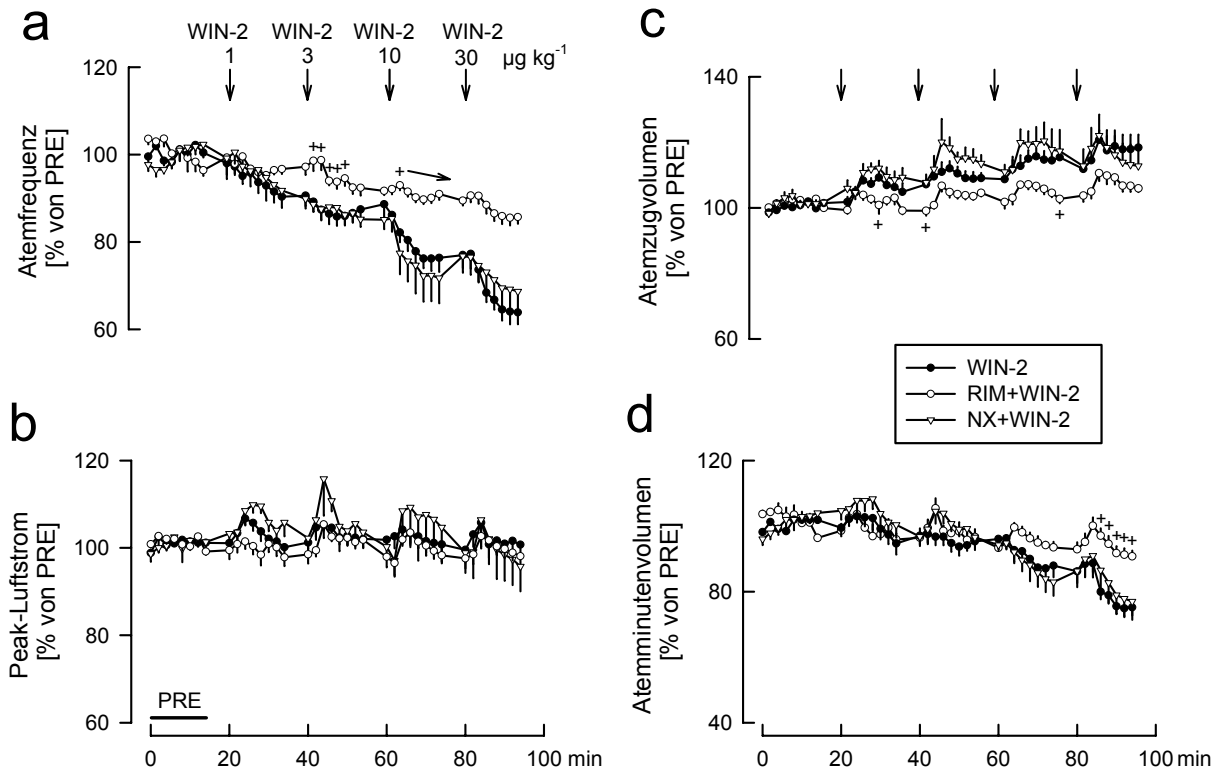 a
WIN-2 WIN-2 WIN-2 WIN-2
1 3 10 30 µg kg-1
120
100
80
60
Atemfrequenz
[% von PRE]
++
+++
+
b
120
100
80
60
Peak-Luftstrom
[% von PRE]
PRE
0 20 40 60 80 100 min
c
140
100
60
Atemzugvolumen
[% von PRE]
+ + +
WIN-2
RIM+WIN-2
NX+WIN-2
d
120
80
40
Atemminutenvolumen
[% von PRE]
+++++
0 20 40 60 80 100 min